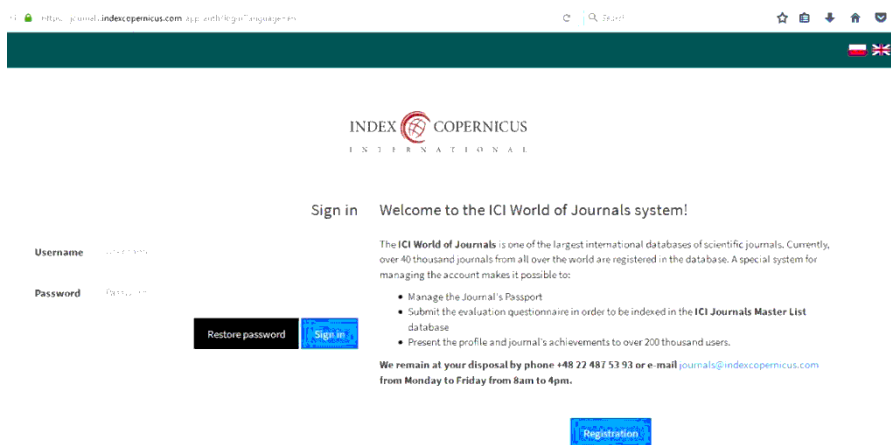 indexcopernicus.com
INDEX COPERNICUS
INTERNATIONAL
Sign in
Username
Password
Restore password
Sign in
Welcome to the ICI World of Journals system!
The ICI World of Journals is one of the largest international databases of scientific journals. Currently,
over 40 thousand journals from all over the world are registered in the database. A special system for
managing the account makes it possible to:
• Manage the Journal's Passport
• Submit the evaluation questionnaire in order to be indexed in the ICI Journals Master List
database
• Present the profile and journal's achievements to over 200 thousand users.
We remain at your disposal by phone +48 22 487 53 93 or e-mail journals@indexcopernicus.com
from Monday to Friday from 8am to 4pm.
Registration